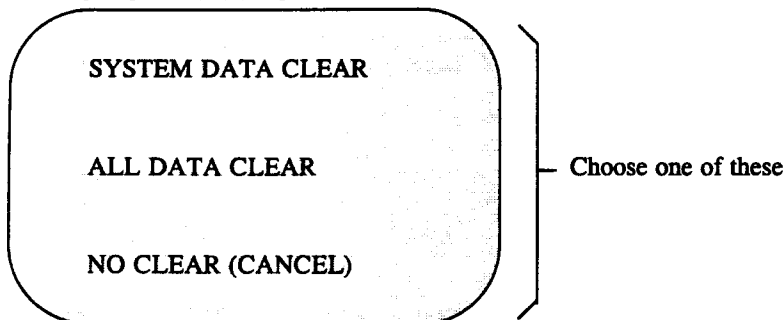 SYSTEM DATA CLEAR
ALL DATA CLEAR
Choose one of these
NO CLEAR (CANCEL)